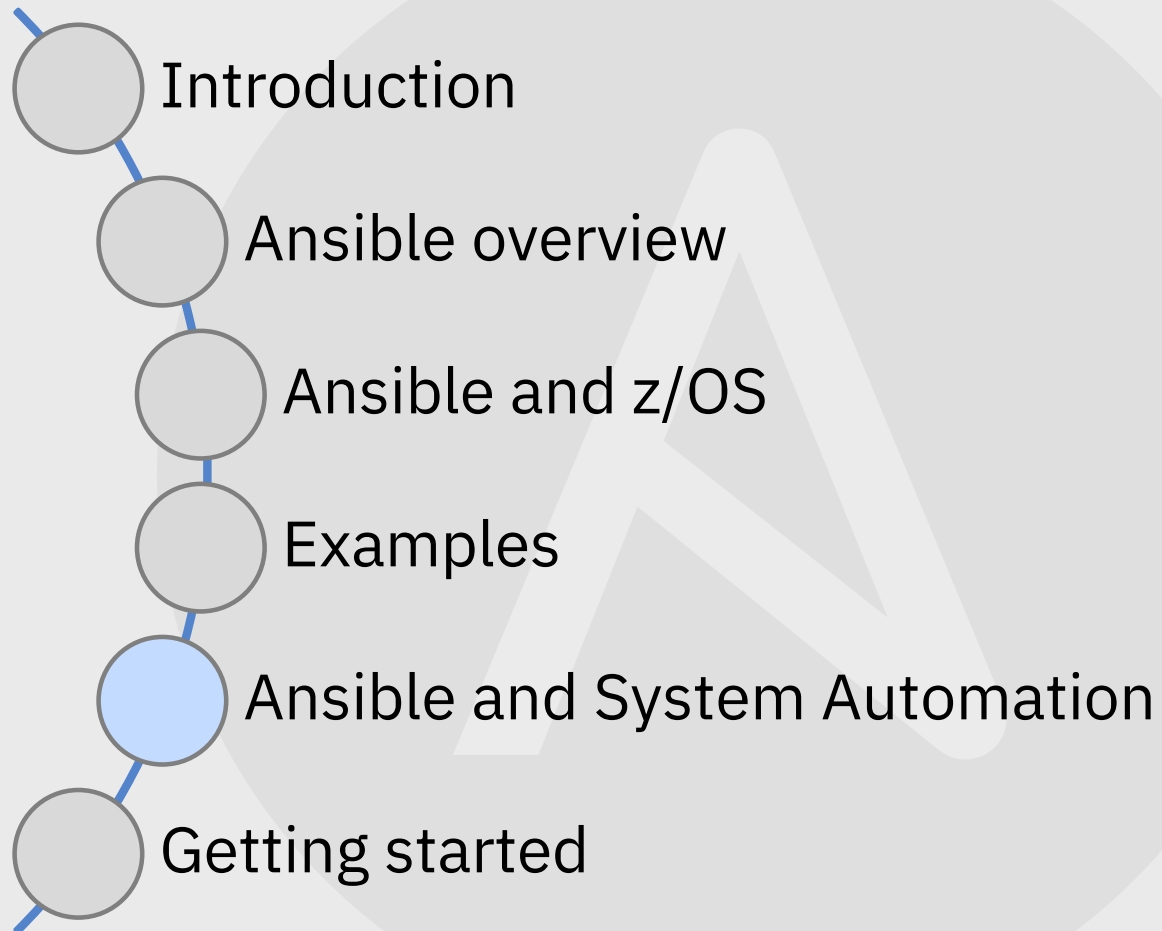 Introduction
Ansible overview
Ansible and z/OS
Examples
Ansible and System Automation
Getting started